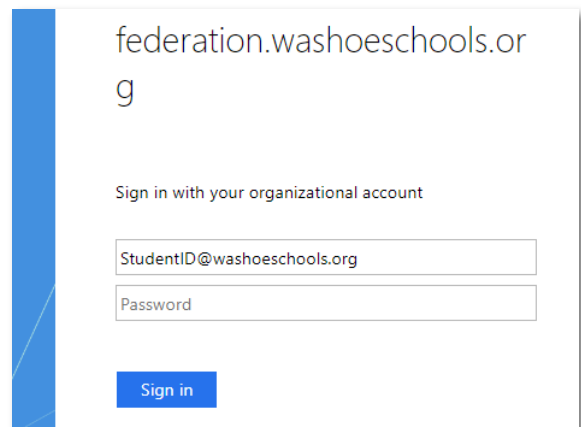 federation.washoeschools.or
g
Sign in with your organizational account
StudentID@washoeschools.org
Password
Sign in